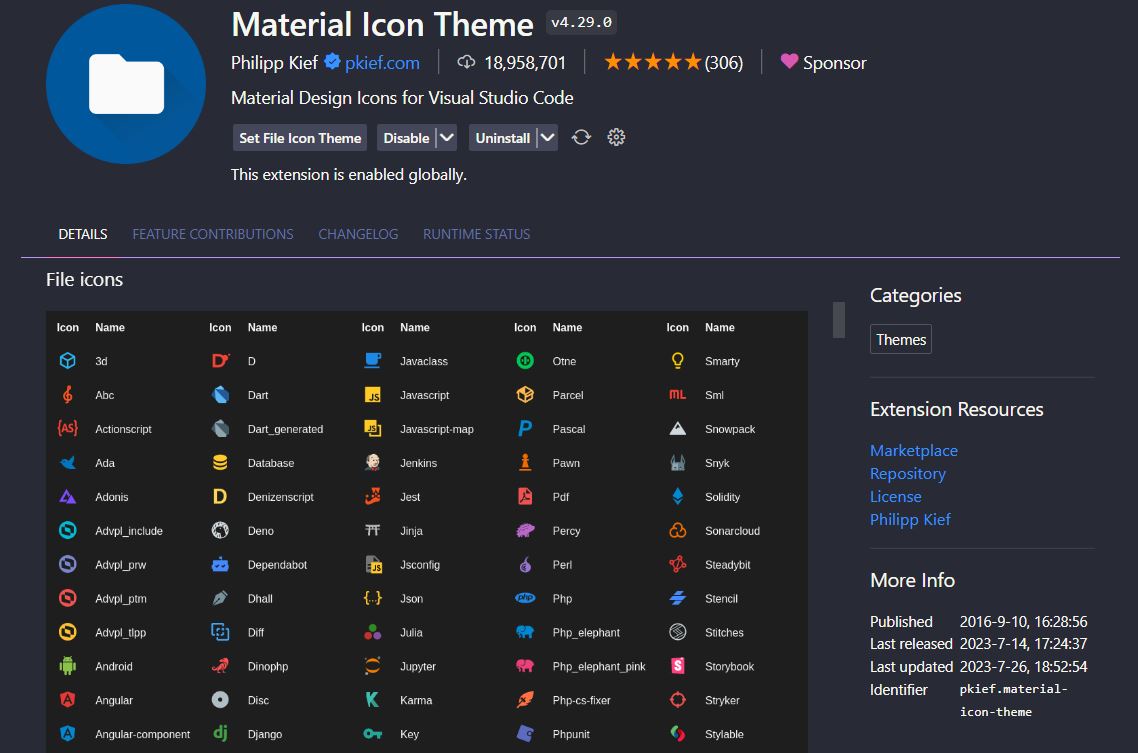 Material Icon Theme v4.29.0
Philipp Kief pkief.com 18,958,701 (306) Sponsor
Material Design Icons for Visual Studio Code
Set File Icon Theme Disable Uninstall
This extension is enabled globally.
DETAILS FEATURE CONTRIBUTIONS CHANGELOG RUNTIME STATUS
File icons
Icon Name Icon Name Icon Name Icon Name Icon Name
3d D Javaclass Otne Smarty
Abc Dart JS Javascript Parcel ML Sml
{AS} Actionscript Dart_generated JS Javascript-map P Pascal Snowpack
Ada Database Jenkins Pawn Snyk
Adonis D Denizenscript Jest Pdf Solidity
Advpl_include Deno Jinja Percy Sonarcloud
Advpl_prw Dependabot JS Jsconfig Perl Steadybit
Advpl_ptm Dhall {..} Json php Php Stencil
Advpl_tlpp Diff Julia Php_elephant Stitches
Android Dinophp Jupyter Php_elephant_pink S Storybook
A Angular Disc K Karma Php-cs-fixer Stryker
A Angular-component dj Django Key Phpunit Stylable
Categories
Themes
Extension Resources
Marketplace
Repository
License
Philipp Kief
More Info
Published 2016-9-10, 16:28:56
Last released 2023-7-14, 17:24:37
Last updated 2023-7-26, 18:52:54
Identifier pkief.material-
icon-theme